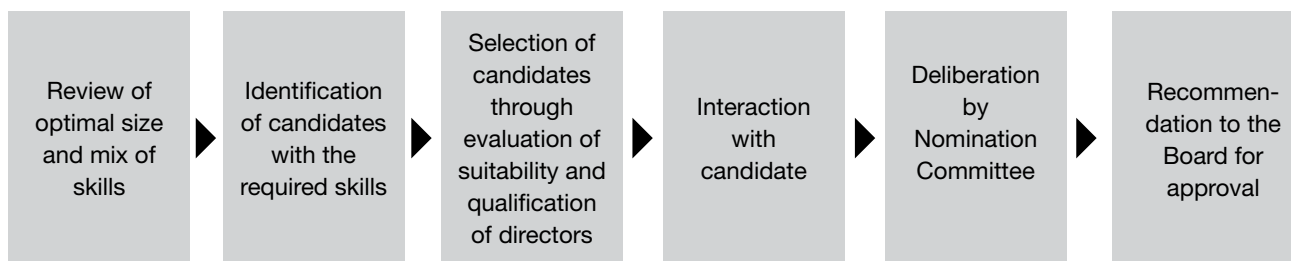 Review of
optimal size
and mix of
skills
Identification
of candidates
with the
required skills
Selection of
candidates
through
evaluation of
suitability and
qualification
of directors
Interaction
with
candidate
Deliberation
by
Nomination
Committee
Recommen-
dation to the
Board for
approval